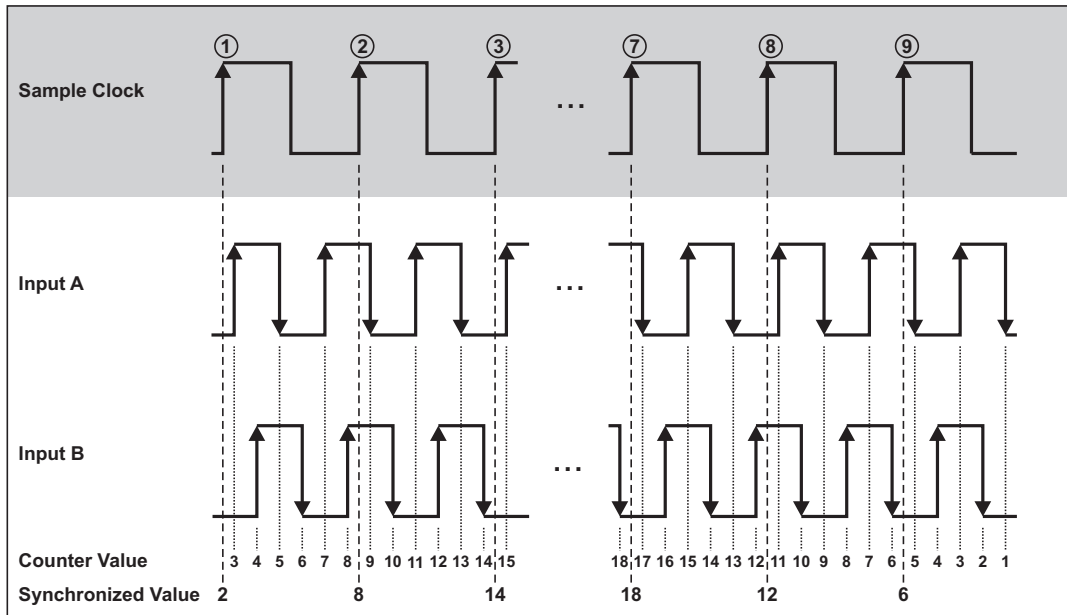 ① ② ③ ⑦ ⑧ ⑨
Sample Clock
...
Input A
...
Input B
...
Counter Value 3 4 5 6 7 8 9 10 11 12 13 14 15 18 17 16 15 14 13 12 11 10 9 8 7 6 5 4 3 2 1
Synchronized Value 2 8 14 18 12 6